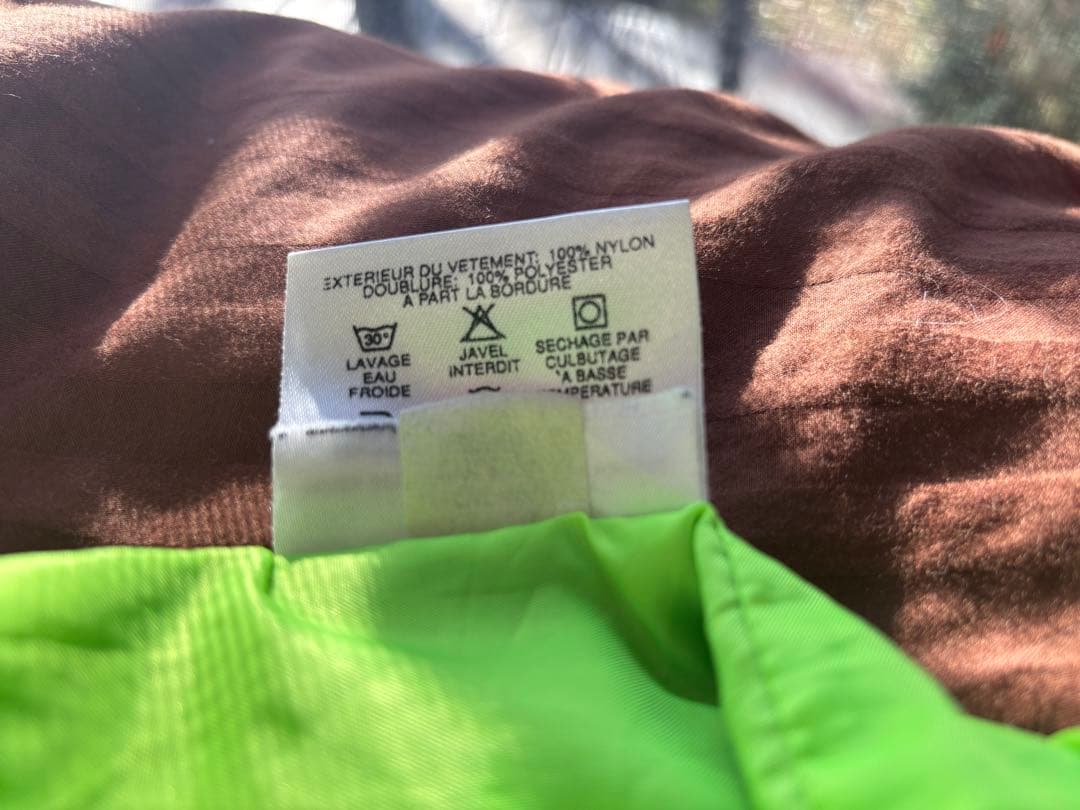 EXTERIEUR DU VETEMENT: 100% NYLON
DOUBLURE: 100% POLYESTER
A PART LA BORDURE
30°
LAVAGE
EAU
FROIDE
JAVEL
INTERDIT
SECHAGE PAR
CULBUTAGE
"A BASSE
TEMPERATURE